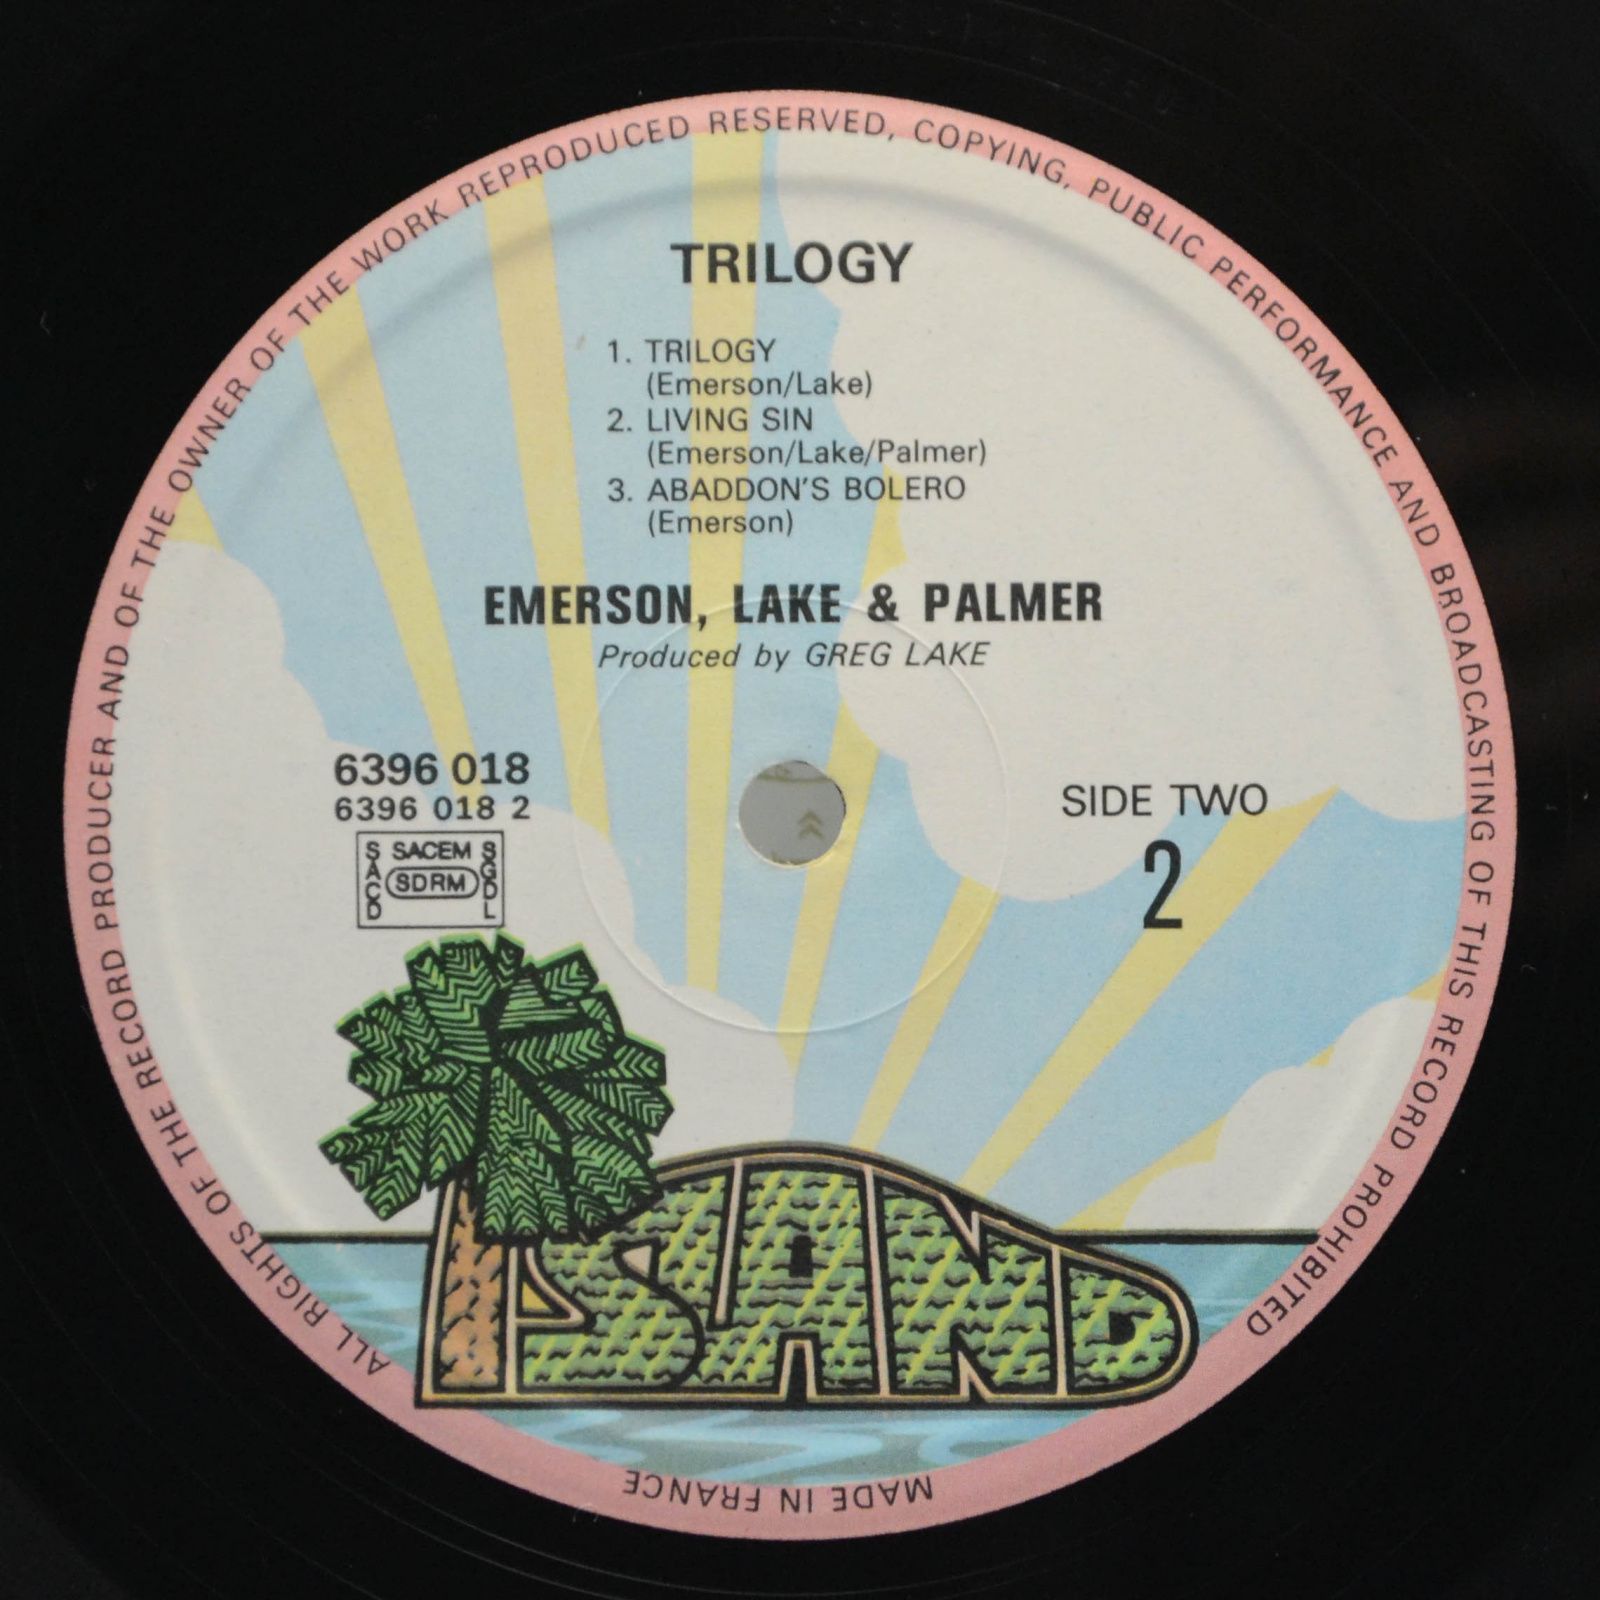 ALL RIGHTS OF THE RECORD PRODUCER AND OF THE OWNER OF THE WORK REPRODUCED RESERVED, COPYING, PUBLIC PERFORMANCE AND BROADCASTING OF THIS RECORD PROHIBITED
TRILOGY
1. TRILOGY
(Emerson/Lake)
2. LIVING SIN
(Emerson/Lake/Palmer)
3. ABADDON'S BOLERO
(Emerson)
EMERSON, LAKE & PALMER
Produced by GREG LAKE
6396 018
6396 018 2
SACD
SACEM
SDRM
SGDL
SIDE TWO
2
ISLAND
MADE IN FRANCE